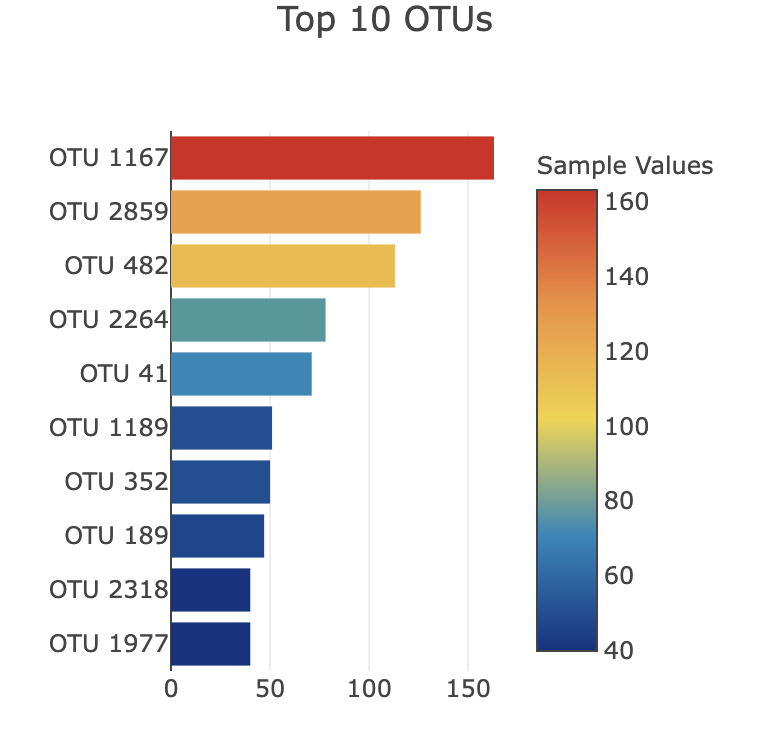 Top 10 OTUs
OTU 1167
OTU 2859
OTU 482
OTU 2264
OTU 41
OTU 1189
OTU 352
OTU 189
OTU 2318
OTU 1977
0 50 100 150
Sample Values
160
140
120
100
80
60
40